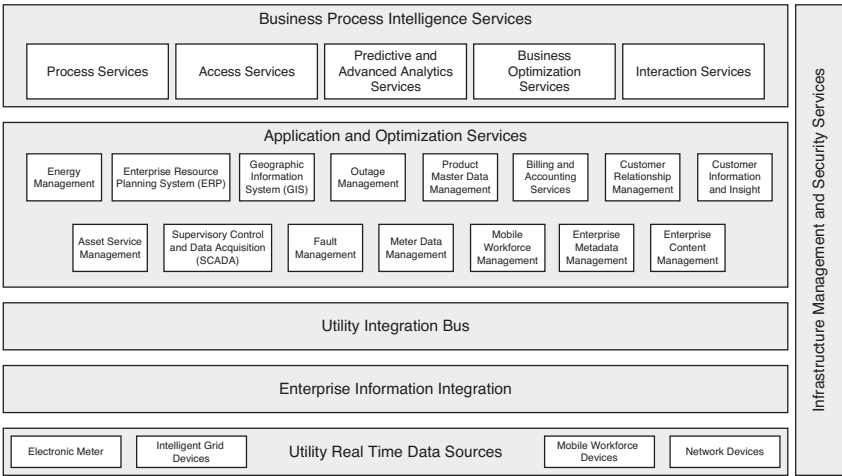 Business Process Intelligence Services
Process Services
Access Services
Predictive and
Advanced Analytics
Services
Business
Optimization
Services
Interaction Services
Application and Optimization Services
Energy
Management
Enterprise Resource
Planning System (ERP)
Geographic
Information
System (GIS)
Outage
Management
Product
Master Data
Management
Billing and
Accounting
Services
Customer
Relationship
Management
Customer
Information
and Insight
Asset Service
Management
Supervisory Control
and Data Acquisition
(SCADA)
Fault
Management
Meter Data
Management
Mobile
Workforce
Management
Enterprise
Metadata
Management
Enterprise
Content
Management
Utility Integration Bus
Enterprise Information Integration
Electronic Meter
Intelligent Grid
Devices
Utility Real Time Data Sources
Mobile Workforce
Devices
Network Devices
Infrastructure Management and Security Services